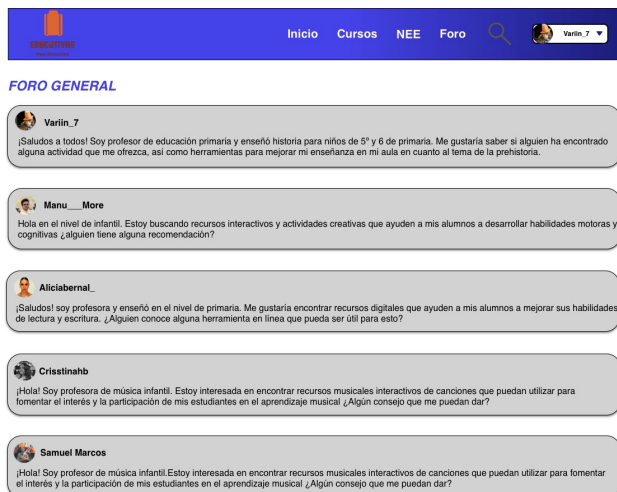 EDUCATIVOS
Inicio Cursos NEE Foro Variin_7
FORO GENERAL
Variin_7
¡Saludos a todos! Soy profesor de educación primaria y enseñó historia para niños de 5º y 6 de primaria. Me gustaría saber si alguien ha encontrado
alguna actividad que me ofrezca, así como herramientas para mejorar mi enseñanza en mi aula en cuanto al tema de la prehistoria.
Manu___More
Hola en el nivel de infantil. Estoy buscando recursos interactivos y actividades creativas que ayuden a mis alumnos a desarrollar habilidades motoras y
cognitivas ¿alguien tiene alguna recomendación?
Aliciabernal_
¡Saludos! soy profesora y enseñó en el nivel de primaria. Me gustaría encontrar recursos digitales que ayuden a mis alumnos a mejorar sus habilidades
de lectura y escritura. ¿Alguien conoce alguna herramienta en línea que pueda ser útil para esto?
Crisstinahb
¡Hola! Soy profesora de música infantil. Estoy interesada en encontrar recursos musicales interactivos de canciones que puedan utilizar para
fomentar el interés y la participación de mis estudiantes en el aprendizaje musical ¿Algún consejo que me puedan dar?
Samuel Marcos
¡Hola! Soy profesor de música infantil.Estoy interesada en encontrar recursos musicales interactivos de canciones que puedan utilizar para fomentar
el interés y la participación de mis estudiantes en el aprendizaje musical ¿Algún consejo que me puedan dar?